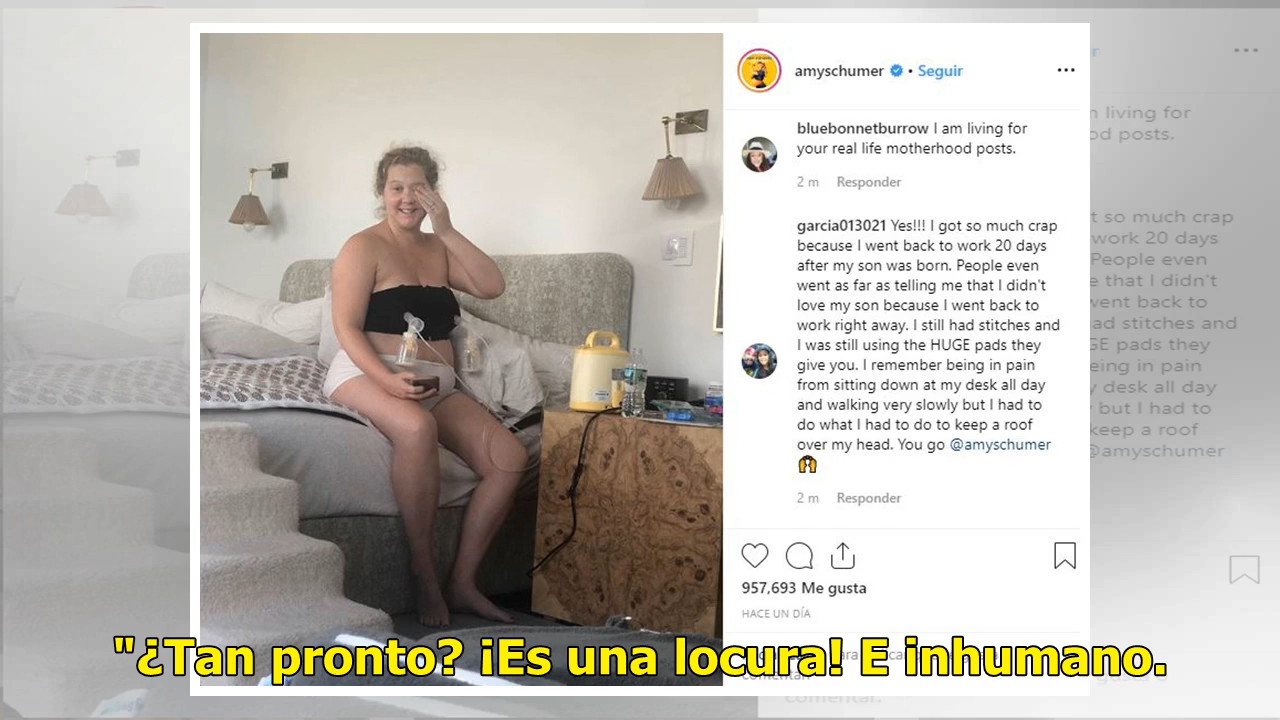 amyschumer • Seguir
bluebonnetburrow I am living for
your real life motherhood posts.
2 m Responder
garcia013021 Yes!!! I got so much crap
because I went back to work 20 days
after my son was born. People even
went as far as telling me that I didn't
love my son because I went back to
work right away. I still had stitches and
I was still using the HUGE pads they
give you. I remember being in pain
from sitting down at my desk all day
and walking very slowly but I had to
do what I had to do to keep a roof
over my head. You go @amyschumer
2 m Responder
957,693 Me gusta
HACE UN DÍA
"¿Tan pronto? ¡Es una locura! E inhumano.
comentar.